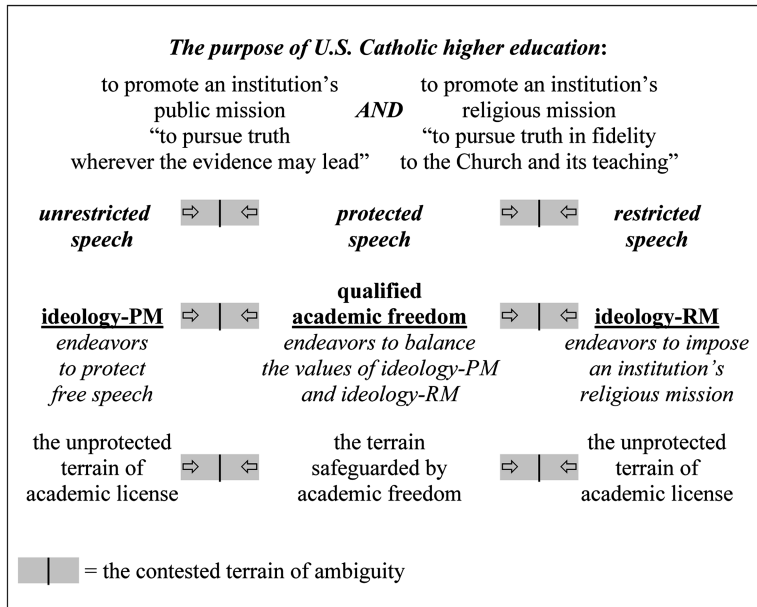 The purpose of U.S. Catholic higher education:
to promote an institution’s
public mission
“to pursue truth
wherever the evidence may lead”
AND
to promote an institution’s
religious mission
“to pursue truth in fidelity
to the Church and its teaching”
unrestricted
speech
⇨ | ⇦
protected
speech
⇨ | ⇦
restricted
speech
ideology-PM
endeavors
to protect
free speech
⇨ | ⇦
qualified
academic freedom
endeavors to balance
the values of ideology-PM
and ideology-RM
⇨ | ⇦
ideology-RM
endeavors to impose
an institution’s
religious mission
the unprotected
terrain of
academic license
⇨ | ⇦
the terrain
safeguarded by
academic freedom
⇨ | ⇦
the unprotected
terrain of
academic license
= the contested terrain of ambiguity